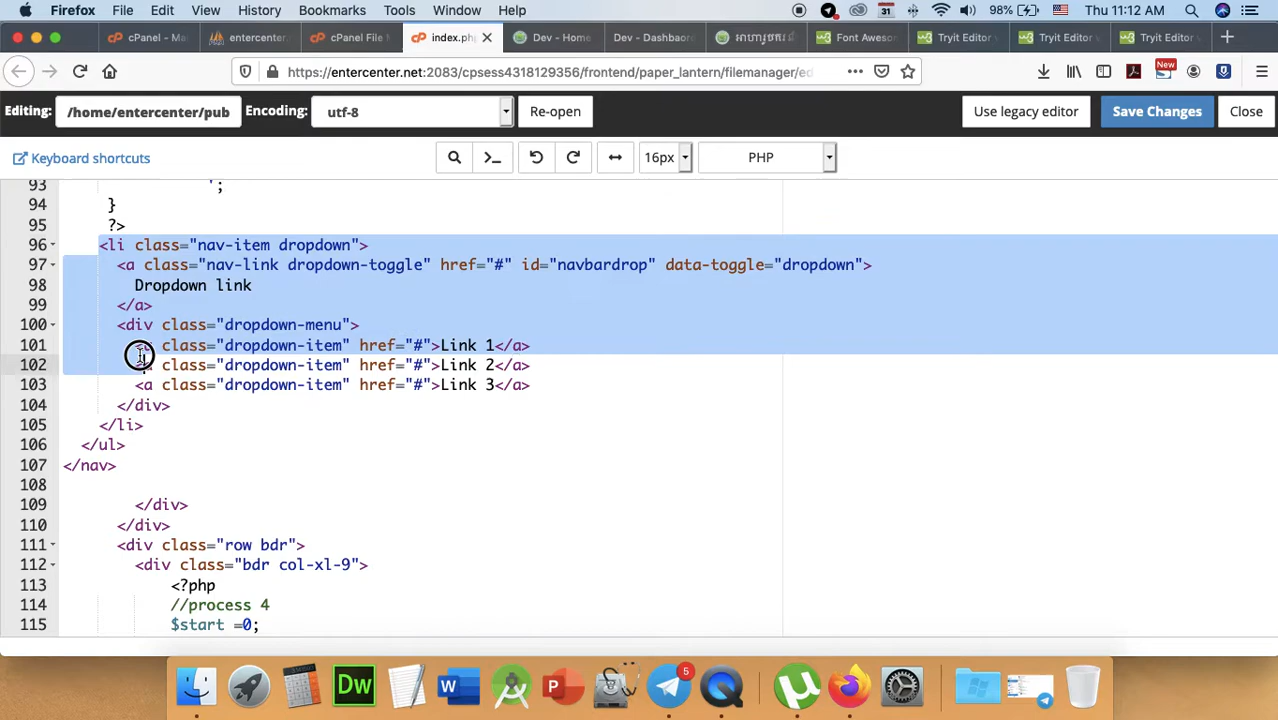 Firefox File Edit View History Bookmarks Tools Window Help 31 98% Thu 11:12 AM
cPanel - Ma entercenter. cPanel File M index.php Dev - Home Dev - Dashboard Font Aweso Tryit Editor v Tryit Editor v Tryit Editor v
https://entercenter.net:2083/cpsess4318129356/frontend/paper_lantern/filemanager/ed New
Editing: /home/entercenter/pub Encoding: utf-8 Re-open Use legacy editor Save Changes Close
Keyboard shortcuts 16px PHP
93 ';
94 }
95 ?>
96 <li class="nav-item dropdown">
97 <a class="nav-link dropdown-toggle" href="#" id="navbardrop" data-toggle="dropdown">
98 Dropdown link
99 </a>
100 <div class="dropdown-menu">
101 <a class="dropdown-item" href="#">Link 1</a>
102 <a class="dropdown-item" href="#">Link 2</a>
103 <a class="dropdown-item" href="#">Link 3</a>
104 </div>
105 </li>
106 </ul>
107 </nav>
108
109 </div>
110 </div>
111 <div class="row bdr">
112 <div class="bdr col-xl-9">
113 <?php
114 //process 4
115 $start =0;
Dw W P 5